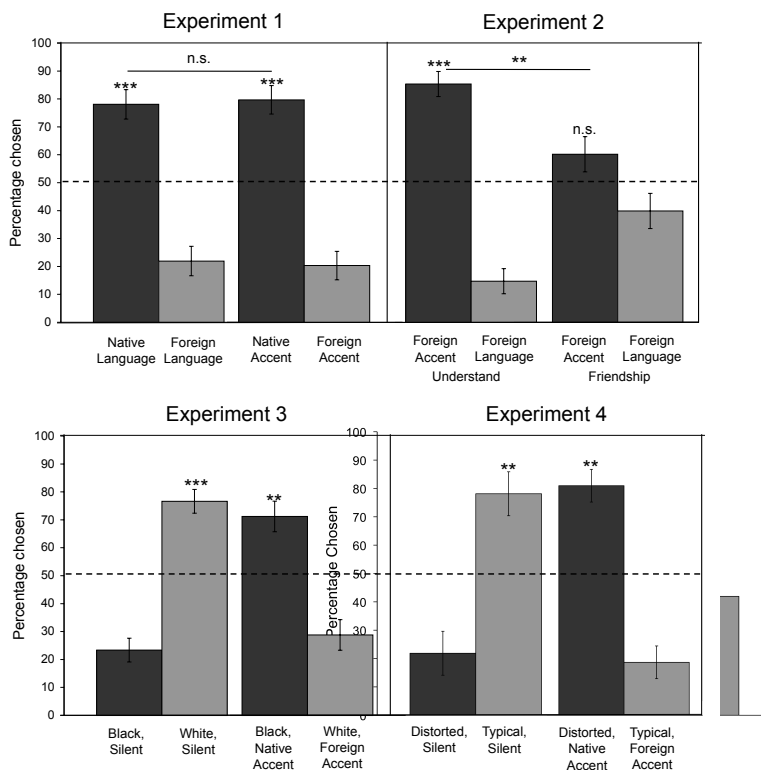 Experiment 1
Experiment 2
100
90
80
70
60
50
40
30
20
10
0
Percentage chosen
n.s.
***
***
***
**
n.s.
Native Language
Foreign Language
Native Accent
Foreign Accent
Foreign Accent
Foreign Language
Foreign Accent
Foreign Language
Understand
Friendship
Experiment 3
Experiment 4
100
90
80
70
60
50
40
30
20
10
0
Percentage chosen
***
**
Black, Silent
White, Silent
Black, Native Accent
White, Foreign Accent
100
90
80
70
60
50
40
30
20
10
0
Percentage Chosen
**
**
Distorted, Silent
Typical, Silent
Distorted, Native Accent
Typical, Foreign Accent